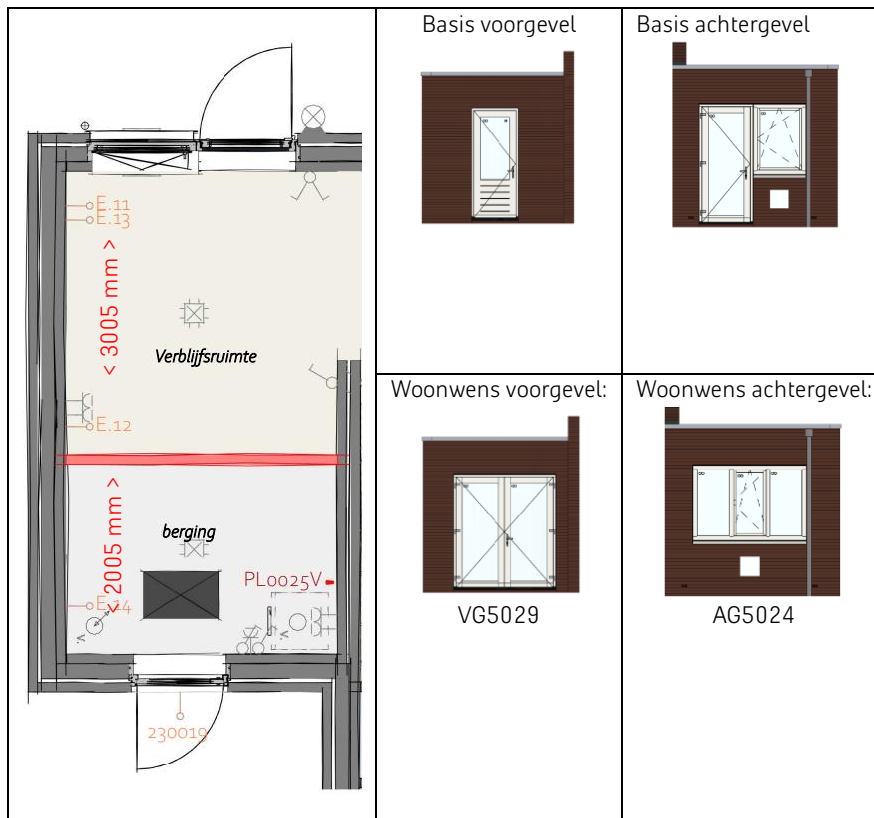 E.11
E.13
< 3005 mm >
Verblijfsruimte
E.12
< 2005 mm >
berging
PL0025V
E.14
v.
v.
230019
Basis voorgevel
Basis achtergevel
Woonwens voorgevel:
VG5029
Woonwens achtergevel:
AG5024